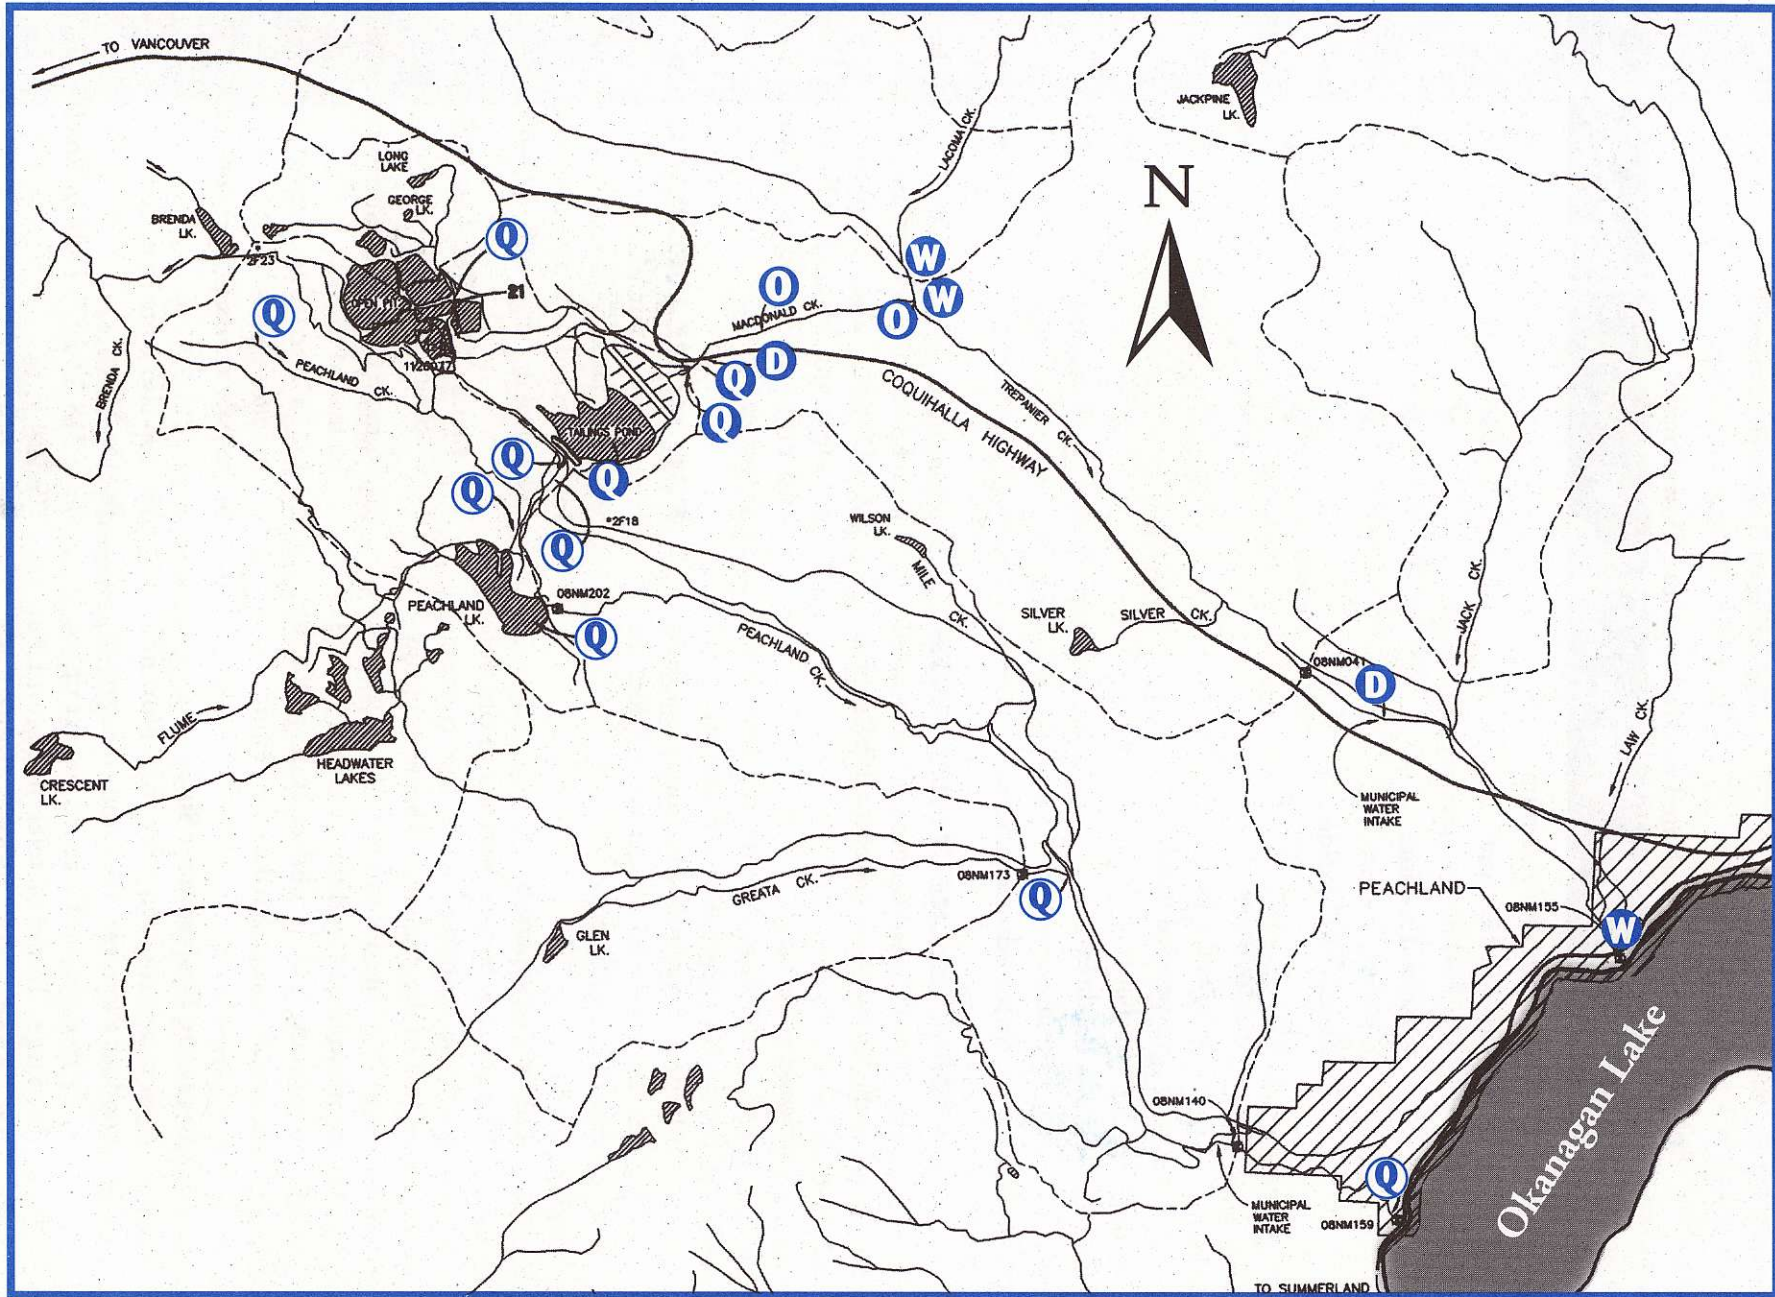 TO VANCOUVER
JACKPINE
LK.
LACOMA CK.
LONG
LAKE
GEORGE
LK.
N
BRENDA
LK.
Q
W
2F23
21
O
W
OPEN PIT
Q
MACDONALD CK.
O
BRENDA CK.
PEACHLAND CK.
D
Q
COQUIHALLA HIGHWAY
TREPANIER CK.
Q
TAILINGS POND
Q
Q
Q
*2F18
WILSON
LK.
Q
MILE CK.
JACK CK.
08NM202
PEACHLAND
LK.
SILVER
LK.
SILVER CK.
Q
PEACHLAND CK.
08NM041
D
FLUME
LAW CK.
HEADWATER
LAKES
CRESCENT
LK.
MUNICIPAL
WATER
INTAKE
08NM173
GREATA CK.
PEACHLAND
Q
08NM155
GLEN
LK.
W
Okanagan Lake
08NM140
Q
MUNICIPAL
WATER
INTAKE
08NM159
TO SUMMERLAND